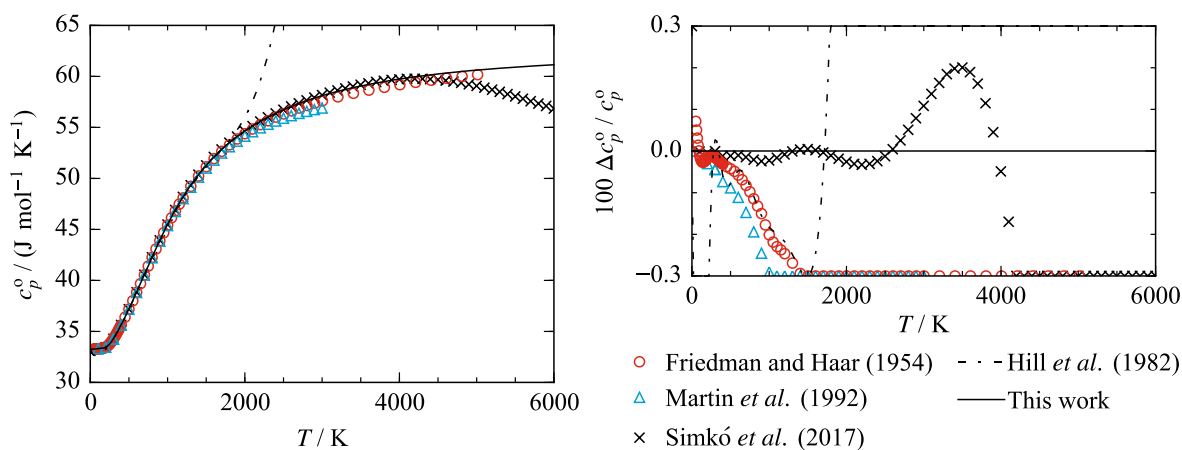 65
60
55
50
45
40
35
30
0
2000
4000
6000
c_p^o / (J mol⁻¹ K⁻¹)
T / K
0.3
0.0
−0.3
0
2000
4000
6000
100 Δc_p^o / c_p^o
T / K
Friedman and Haar (1954)
Martin et al. (1992)
Simkó et al. (2017)
Hill et al. (1982)
This work